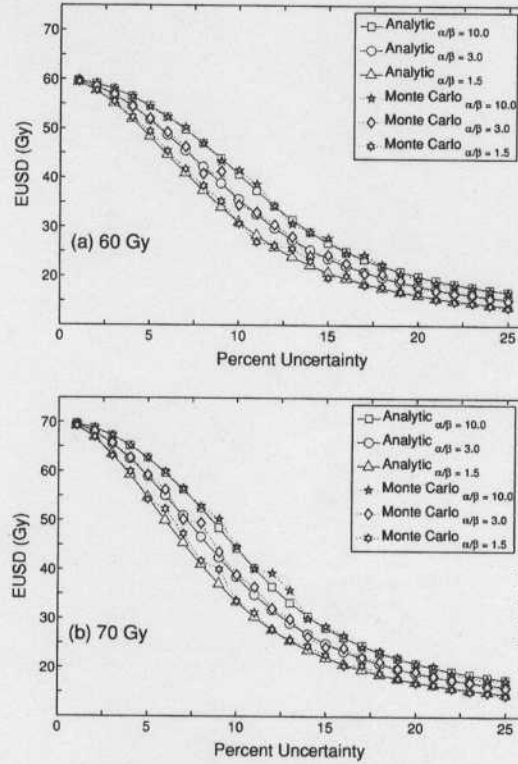 70
60
50
40
30
20
EUSD (Gy)
(a) 60 Gy
Analytic α/β = 10.0
Analytic α/β = 3.0
Analytic α/β = 1.5
Monte Carlo α/β = 10.0
Monte Carlo α/β = 3.0
Monte Carlo α/β = 1.5
0 5 10 15 20 25
Percent Uncertainty
70
60
50
40
30
20
EUSD (Gy)
(b) 70 Gy
Analytic α/β = 10.0
Analytic α/β = 3.0
Analytic α/β = 1.5
Monte Carlo α/β = 10.0
Monte Carlo α/β = 3.0
Monte Carlo α/β = 1.5
0 5 10 15 20 25
Percent Uncertainty